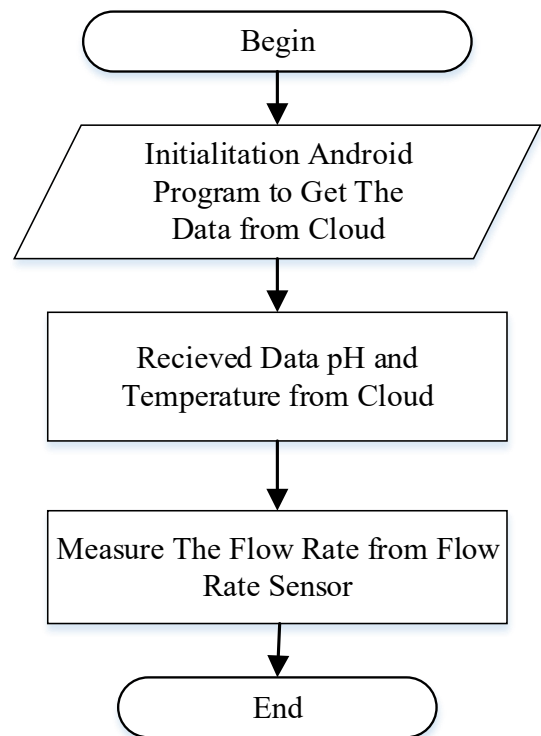 Begin
Initialitation Android
Program to Get The
Data from Cloud
Recieved Data pH and
Temperature from Cloud
Measure The Flow Rate from Flow
Rate Sensor
End